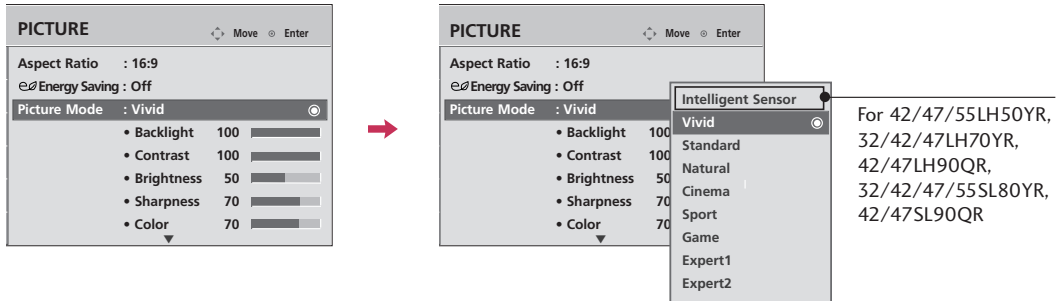 PICTURE Move Enter
Aspect Ratio : 16:9
Energy Saving : Off
Picture Mode : Vivid
• Backlight 100
• Contrast 100
• Brightness 50
• Sharpness 70
• Color 70
PICTURE Move Enter
Aspect Ratio : 16:9
Energy Saving : Off
Picture Mode : Vivid
• Backlight 100
• Contrast 100
• Brightness 50
• Sharpness 70
• Color 70
Intelligent Sensor
Vivid
Standard
Natural
Cinema
Sport
Game
Expert1
Expert2
For 42/47/55LH50YR,
32/42/47LH70YR,
42/47LH90QR,
32/42/47/55SL80YR,
42/47SL90QR